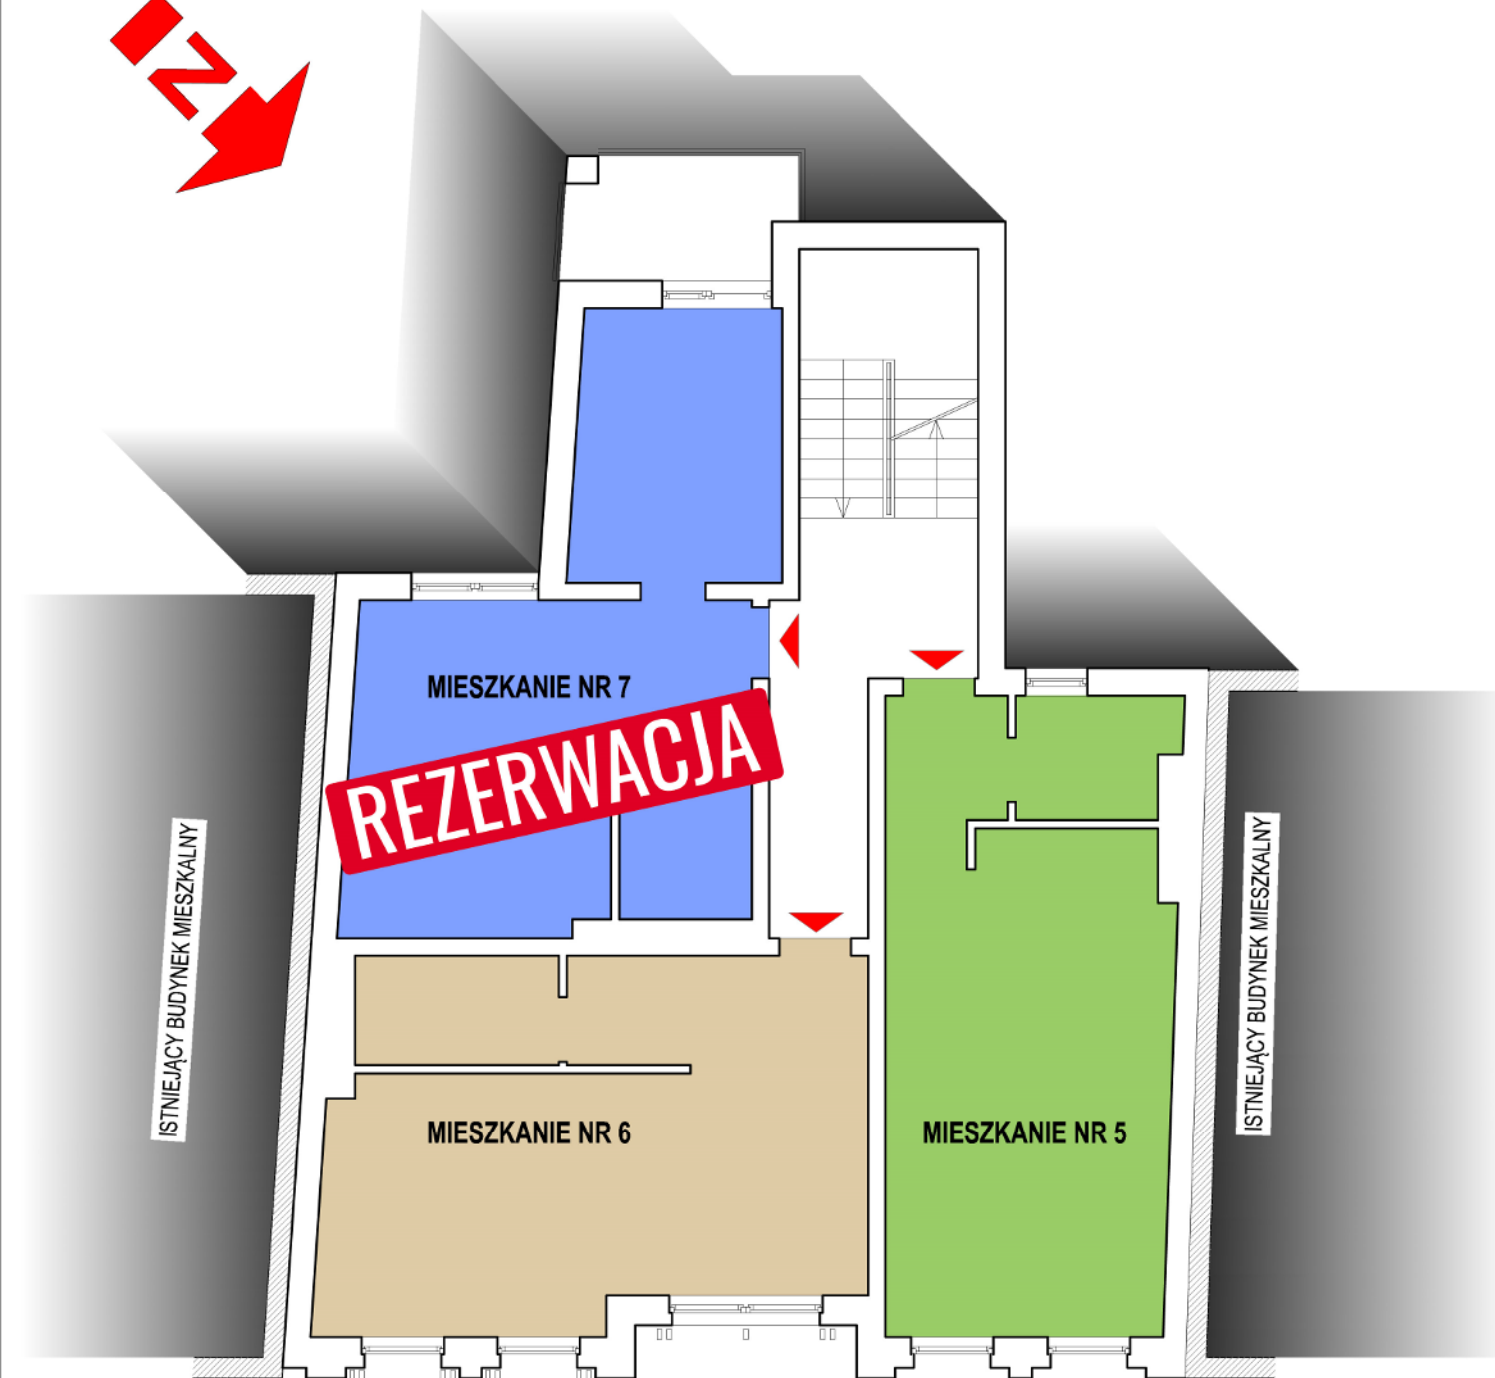 N
MIESZKANIE NR 7
REZERWACJA
ISTNIEJĄCY BUDYNEK MIESZKALNY
ISTNIEJĄCY BUDYNEK MIESZKALNY
MIESZKANIE NR 6
MIESZKANIE NR 5